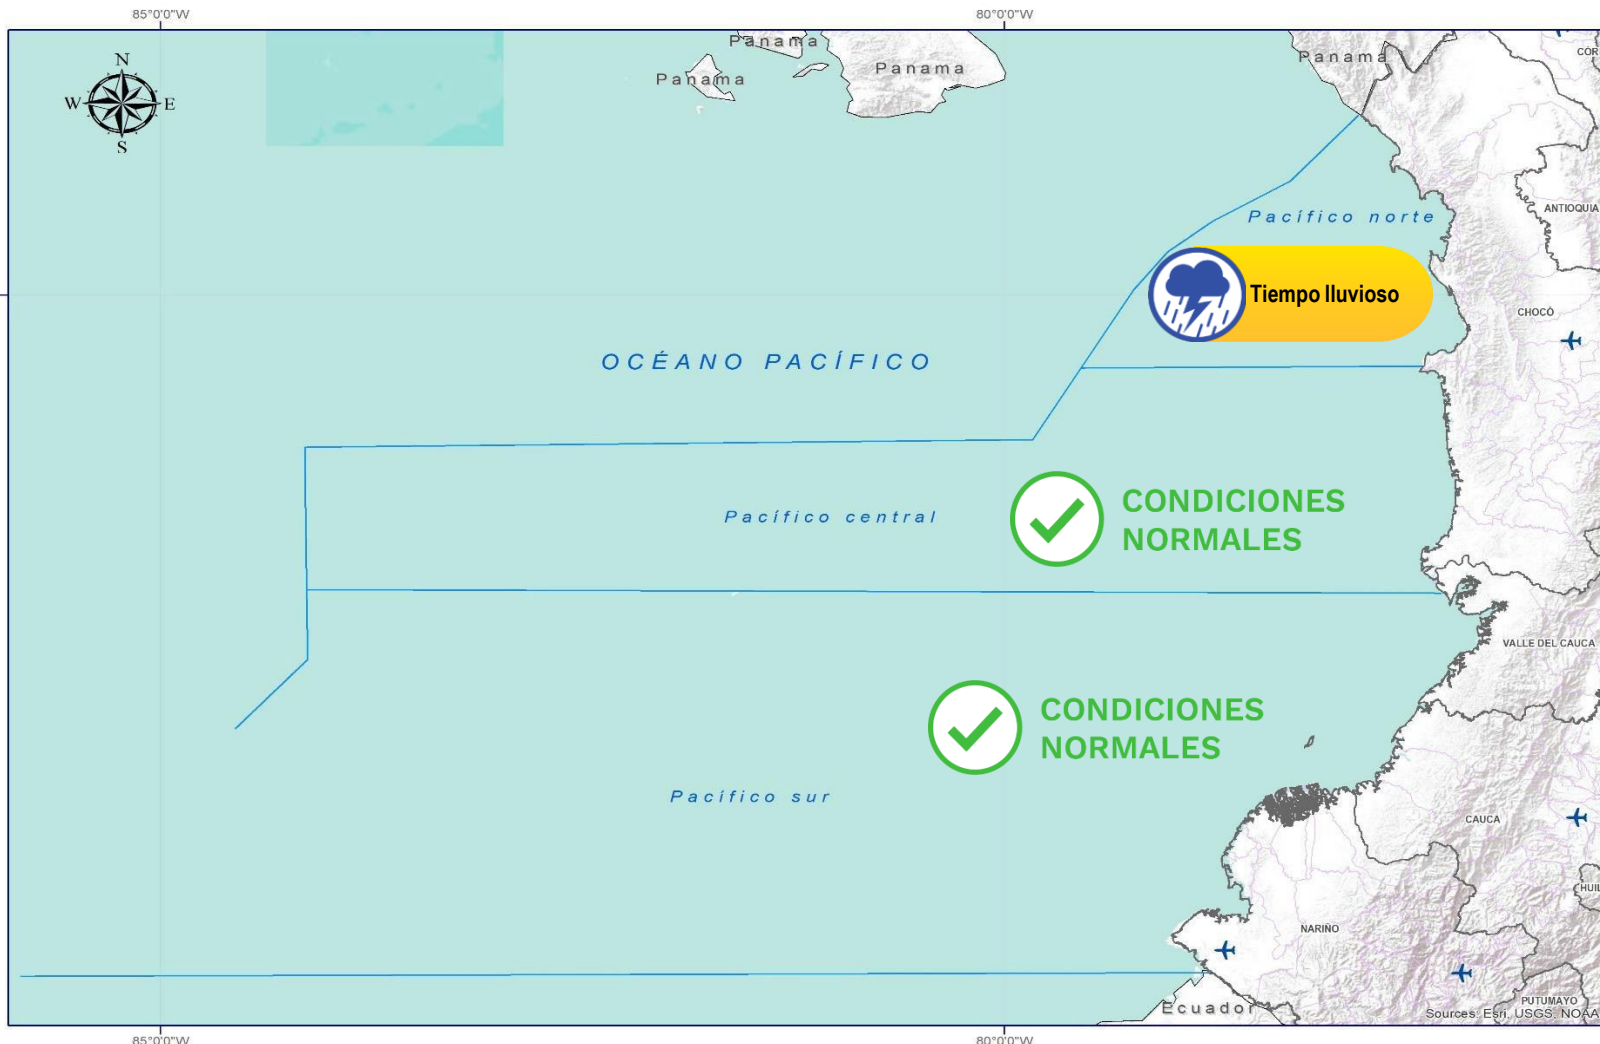 85°0'0"W
80°0'0"W
N
W
E
S
Panama
Panama
Panama
Panama
COR
ANTIOQUIA
Pacífico norte
Tiempo lluvioso
CHOCÓ
OCÉANO PACÍFICO
CONDICIONES
NORMALES
Pacífico central
VALLE DEL CAUCA
CONDICIONES
NORMALES
Pacífico sur
CAUCA
HUIL
NARIÑO
PUTUMAYO
Ecuador
Sources: Esri, USGS, NOAA
85°0'0"W
80°0'0"W